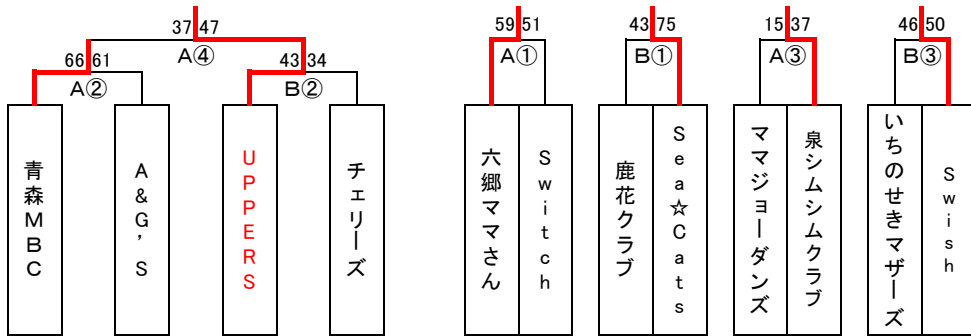 37 47
A④
66 61
A②
43 34
B②
59 51
A①
43 75
B①
15 37
A③
46 50
B③
青森MBC
A&G'S
UPPERS
チェリーズ
六郷ママさん
Switch
鹿花クラブ
Sea☆Cats
ママジョーダンズ
泉シムシムクラブ
いちのせきマザーズ
Swish